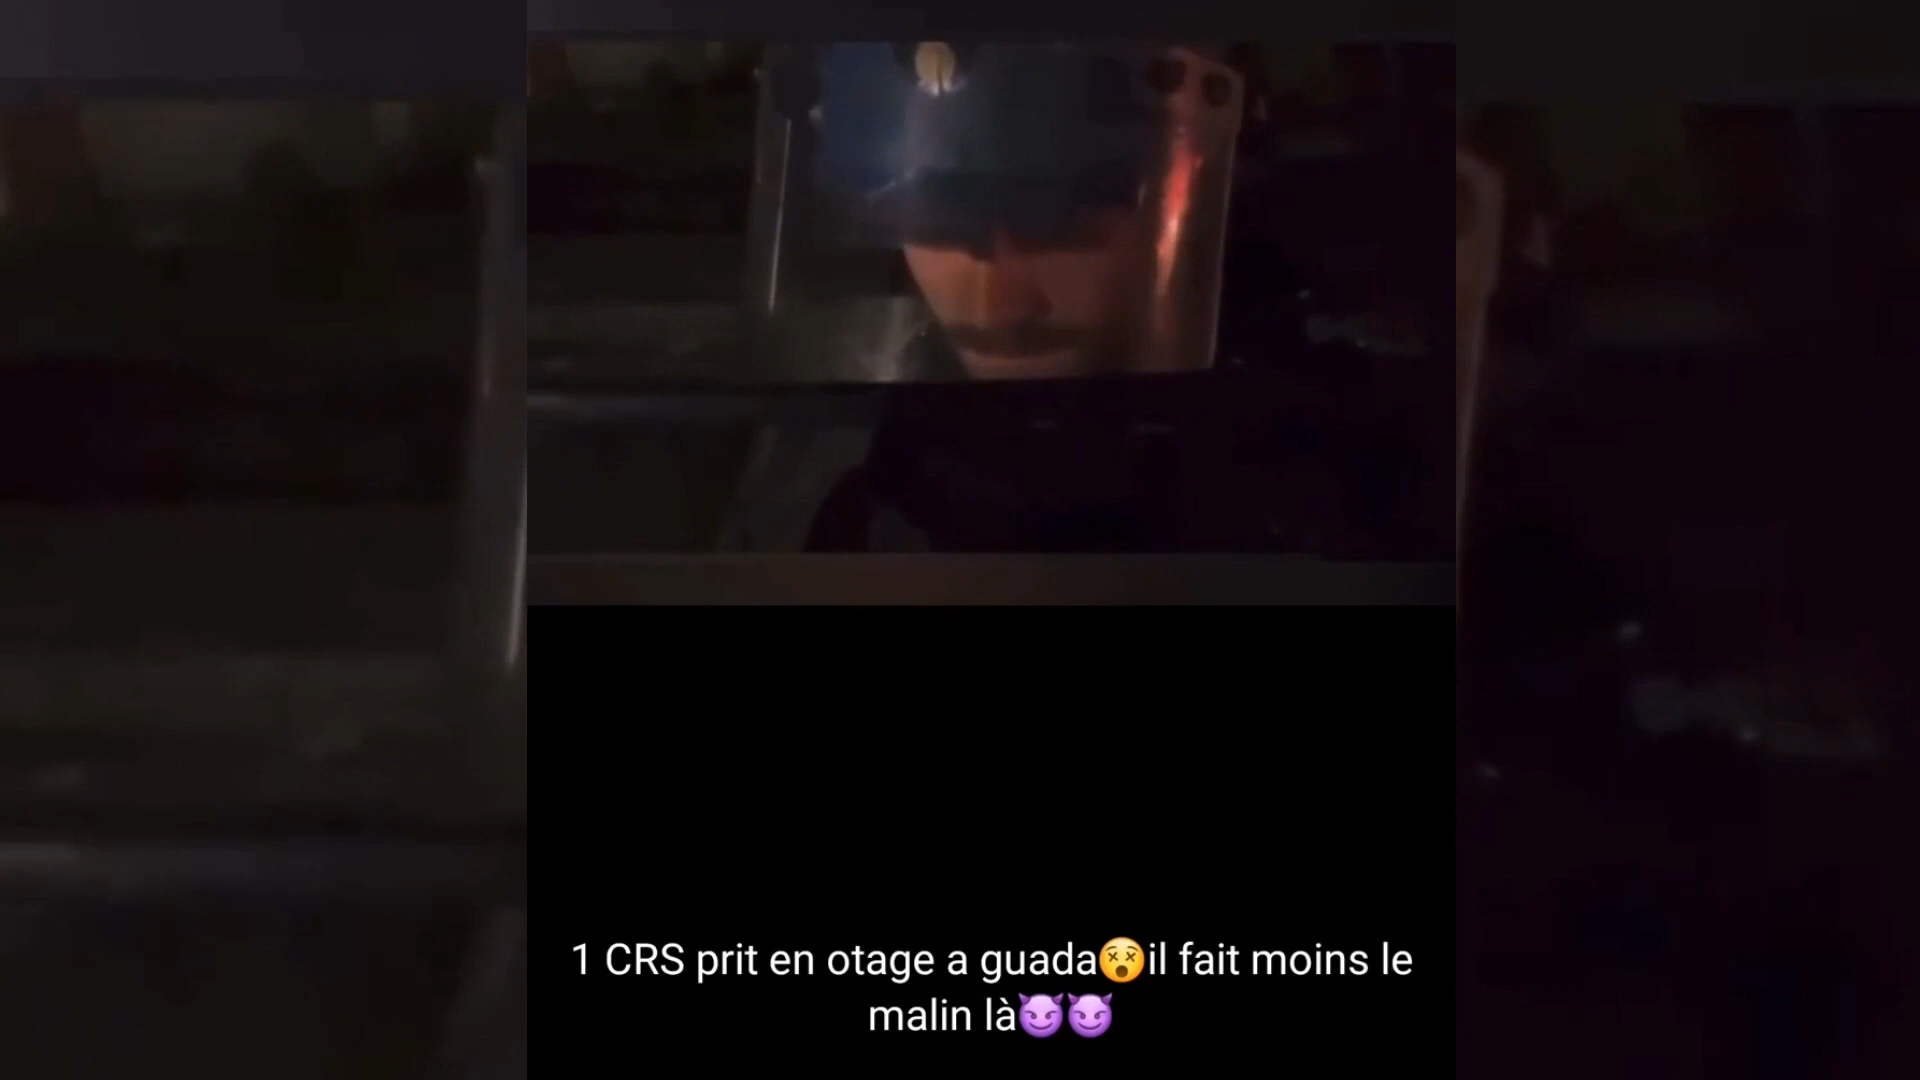 1 CRS prit en otage a guada😵il fait moins le
malin là😈😈